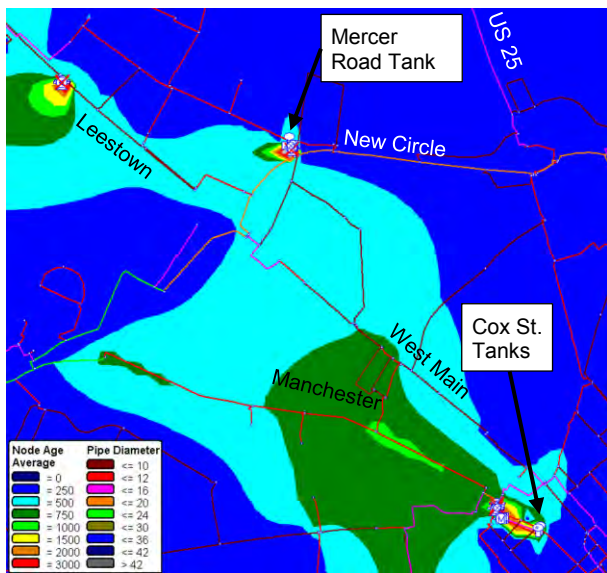 Mercer
Road Tank
US 25
New Circle
Leestown
Cox St.
Tanks
West Main
Manchester
Node Age
Average
= 0
= 250
= 500
= 750
= 1000
= 1500
= 2000
= 3000
Pipe Diameter
<= 10
<= 12
<= 16
<= 20
<= 24
<= 30
<= 36
<= 42
> 42